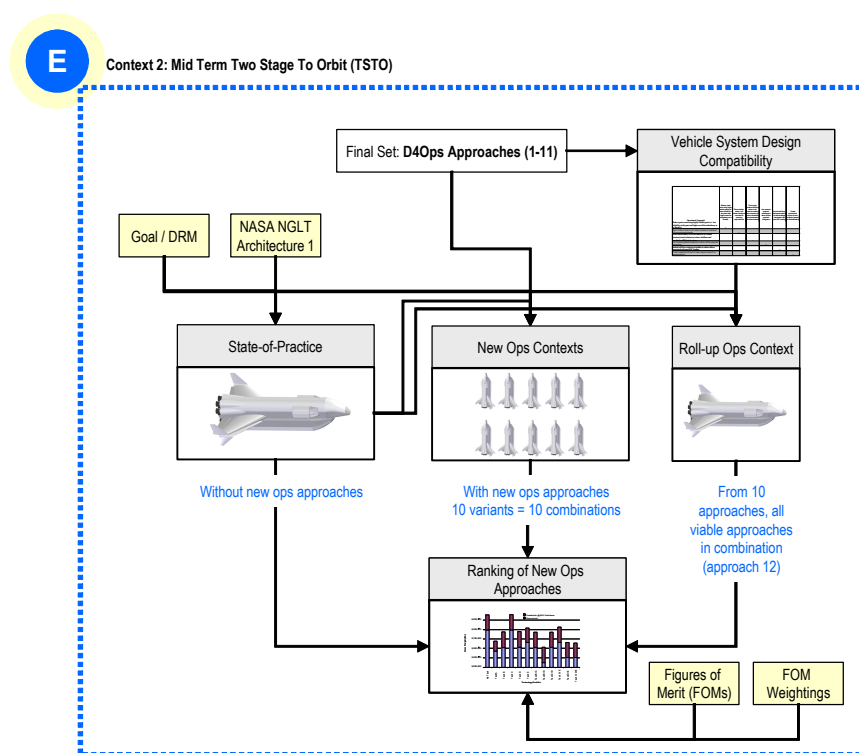 E
Context 2: Mid Term Two Stage To Orbit (TSTO)
Final Set: D4Ops Approaches (1-11)
Vehicle System Design
Compatibility
Goal / DRM
NASA NGLT
Architecture 1
State-of-Practice
New Ops Contexts
Roll-up Ops Context
Without new ops approaches
With new ops approaches
10 variants = 10 combinations
From 10
approaches, all
viable approaches
in combination
(approach 12)
Ranking of New Ops
Approaches
Figures of
Merit (FOMs)
FOM
Weightings